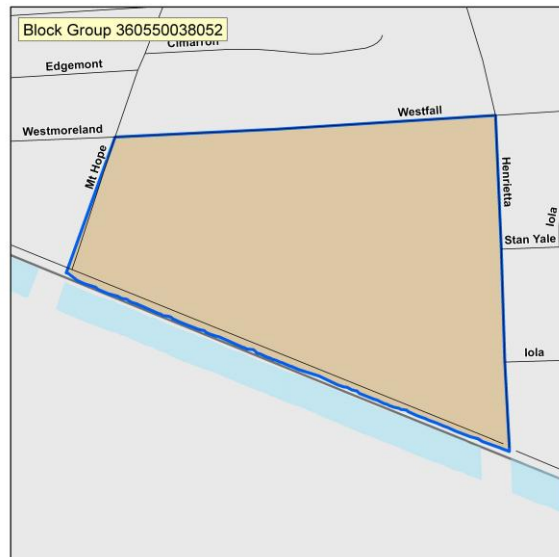 Block Group 360550038052
Cimarron
Edgemont
Westfall
Westmoreland
Mt Hope
Henrietta
Iola
Stan Yale
Iola